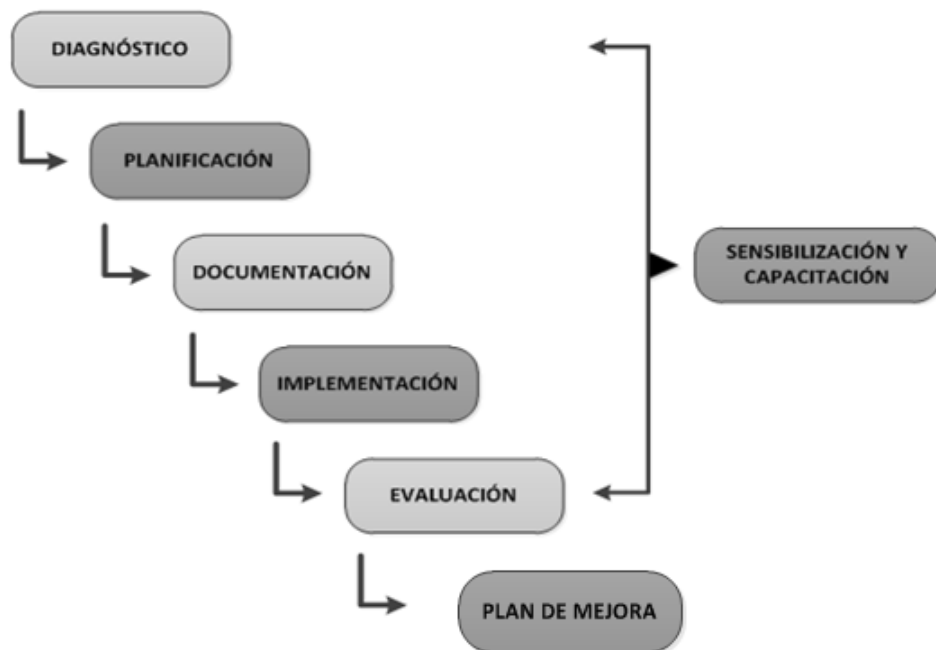 DIAGNÓSTICO
PLANIFICACIÓN
DOCUMENTACIÓN
SENSIBILIZACIÓN Y
CAPACITACIÓN
IMPLEMENTACIÓN
EVALUACIÓN
PLAN DE MEJORA